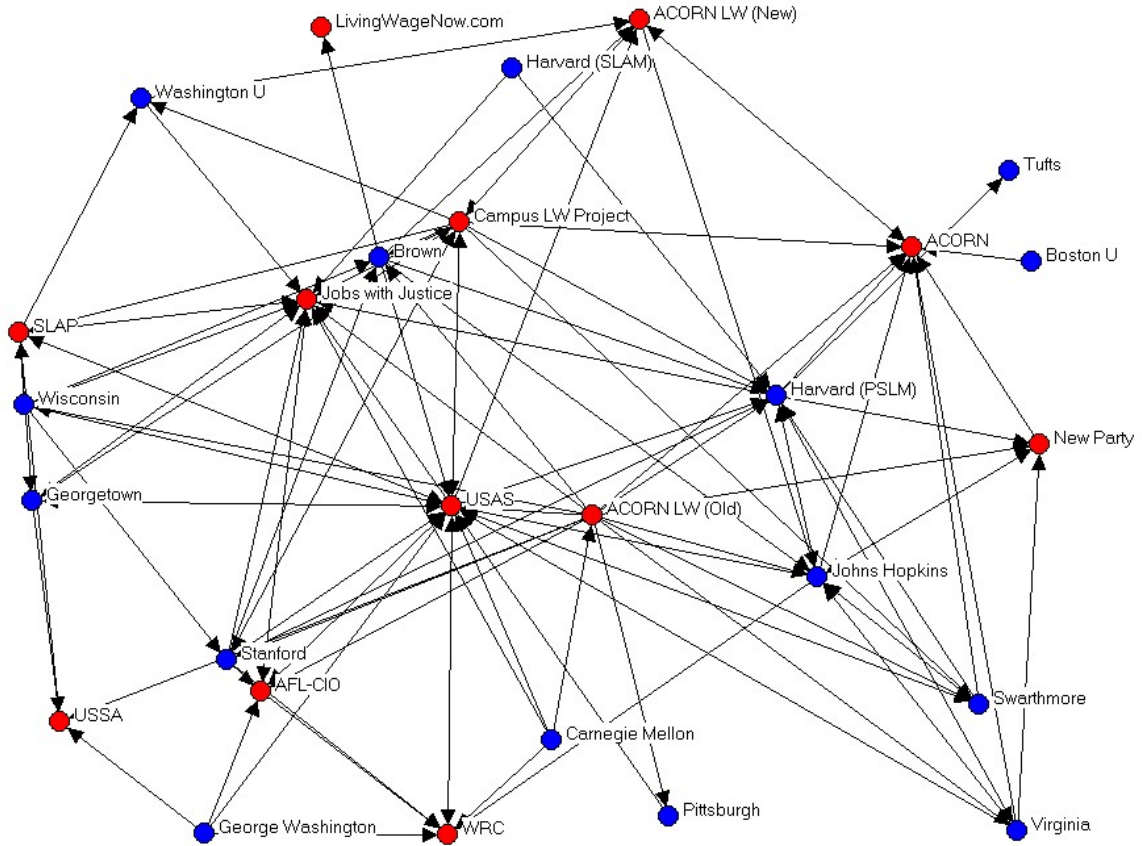 LivingWageNow.com
ACORN LW (New)
Harvard (SLAM)
Washington U
Tufts
Campus LW Project
ACORN
Brown
Boston U
Jobs with Justice
SLAP
Harvard (PSLM)
Wisconsin
New Party
Georgetown
USAS
ACORN LW (Old)
Johns Hopkins
Stanford
AFL-CIO
Swarthmore
USSA
Carnegie Mellon
Pittsburgh
George Washington
WRC
Virginia